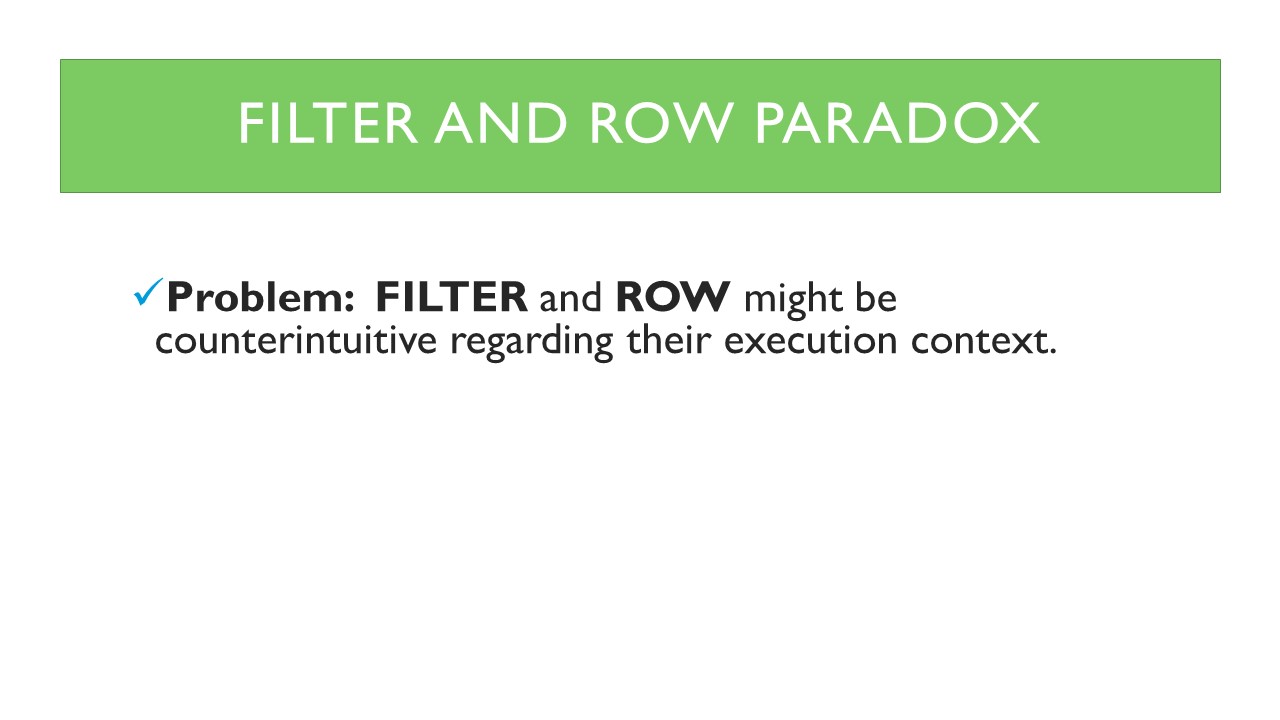 FILTER AND ROW PARADOX
✓Problem:  FILTER and ROW might be
counterintuitive regarding their execution context.